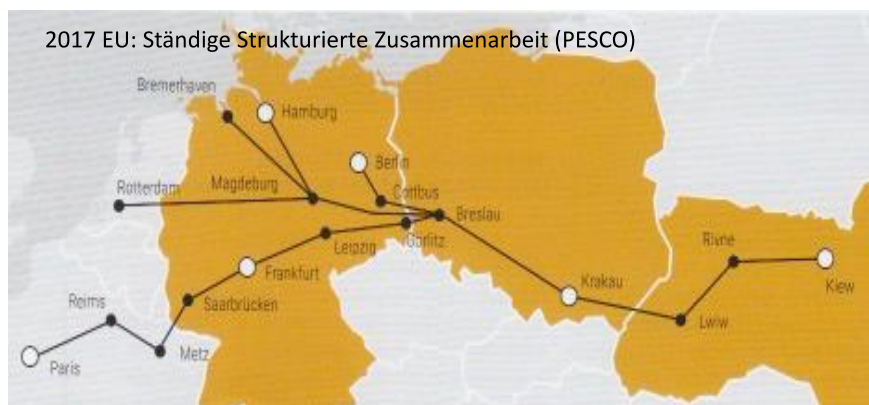 2017 EU: Ständige Strukturierte Zusammenarbeit (PESCO)
Bremerhaven
Hamburg
Berlin
Rotterdam
Magdeburg
Cottbus
Breslau
Leipzig
Görlitz
Frankfurt
Rivne
Krakau
Kiew
Reims
Saarbrücken
Lwiw
Metz
Paris